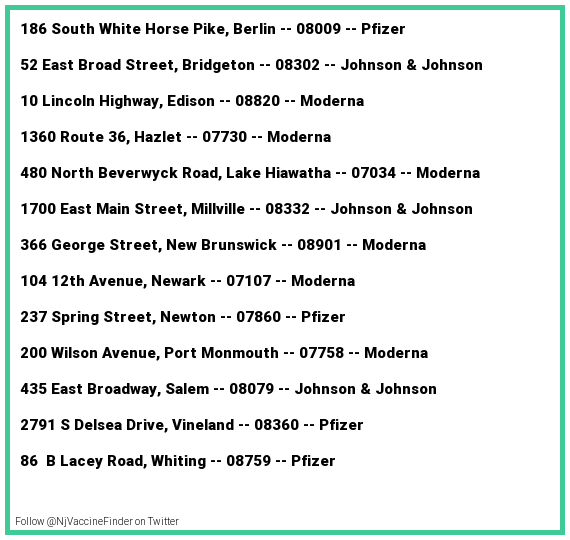 186 South White Horse Pike, Berlin -- 08009 -- Pfizer
52 East Broad Street, Bridgeton -- 08302 -- Johnson & Johnson
10 Lincoln Highway, Edison -- 08820 -- Moderna
1360 Route 36, Hazlet -- 07730 -- Moderna
480 North Beverwyck Road, Lake Hiawatha -- 07034 -- Moderna
1700 East Main Street, Millville -- 08332 -- Johnson & Johnson
366 George Street, New Brunswick -- 08901 -- Moderna
104 12th Avenue, Newark -- 07107 -- Moderna
237 Spring Street, Newton -- 07860 -- Pfizer
200 Wilson Avenue, Port Monmouth -- 07758 -- Moderna
435 East Broadway, Salem -- 08079 -- Johnson & Johnson
2791 S Delsea Drive, Vineland -- 08360 -- Pfizer
86  B Lacey Road, Whiting -- 08759 -- Pfizer
Follow @NjVaccineFinder on Twitter